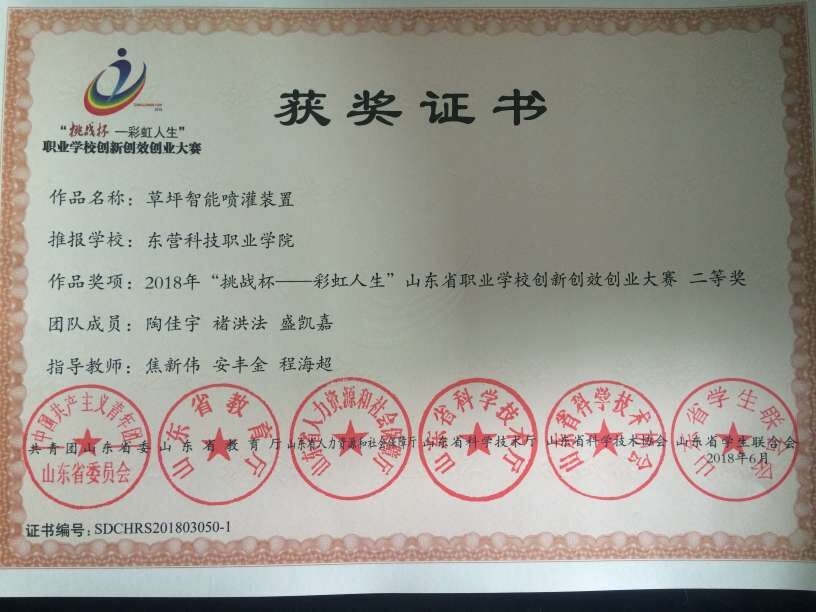 获奖证书
“挑战杯—彩虹人生”
职业学校创新创效创业大赛
作品名称：草坪智能喷灌装置
推报学校：东营科技职业学院
作品奖项：2018年“挑战杯——彩虹人生”山东省职业学校创新创效创业大赛 二等奖
团队成员：陶佳宇 褚洪法 盛凯嘉
指导教师：焦新伟 安丰金 程海超
中国共产主义青年团
山东省委员会
山东省教育厅
山东省人力资源和社会保障厅
山东省科学技术厅
山东省科学技术协会
山东省学生联合会
共青团山东省委 山东省教育厅 山东省人力资源和社会保障厅 山东省科学技术厅 山东省科学技术协会 山东省学生联合会
2018年6月
证书编号：SDCHRS201803050-1